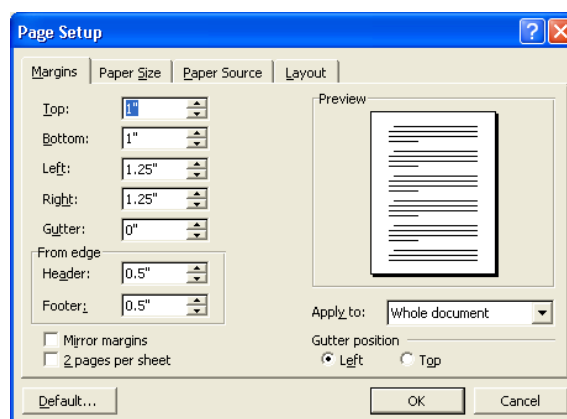 Page Setup
Margins Paper Size Paper Source Layout
Top: 1"
Bottom: 1"
Left: 1.25"
Right: 1.25"
Gutter: 0"
From edge
Header: 0.5"
Footer: 0.5"
Mirror margins
2 pages per sheet
Preview
Apply to: Whole document
Gutter position
Left Top
Default... OK Cancel